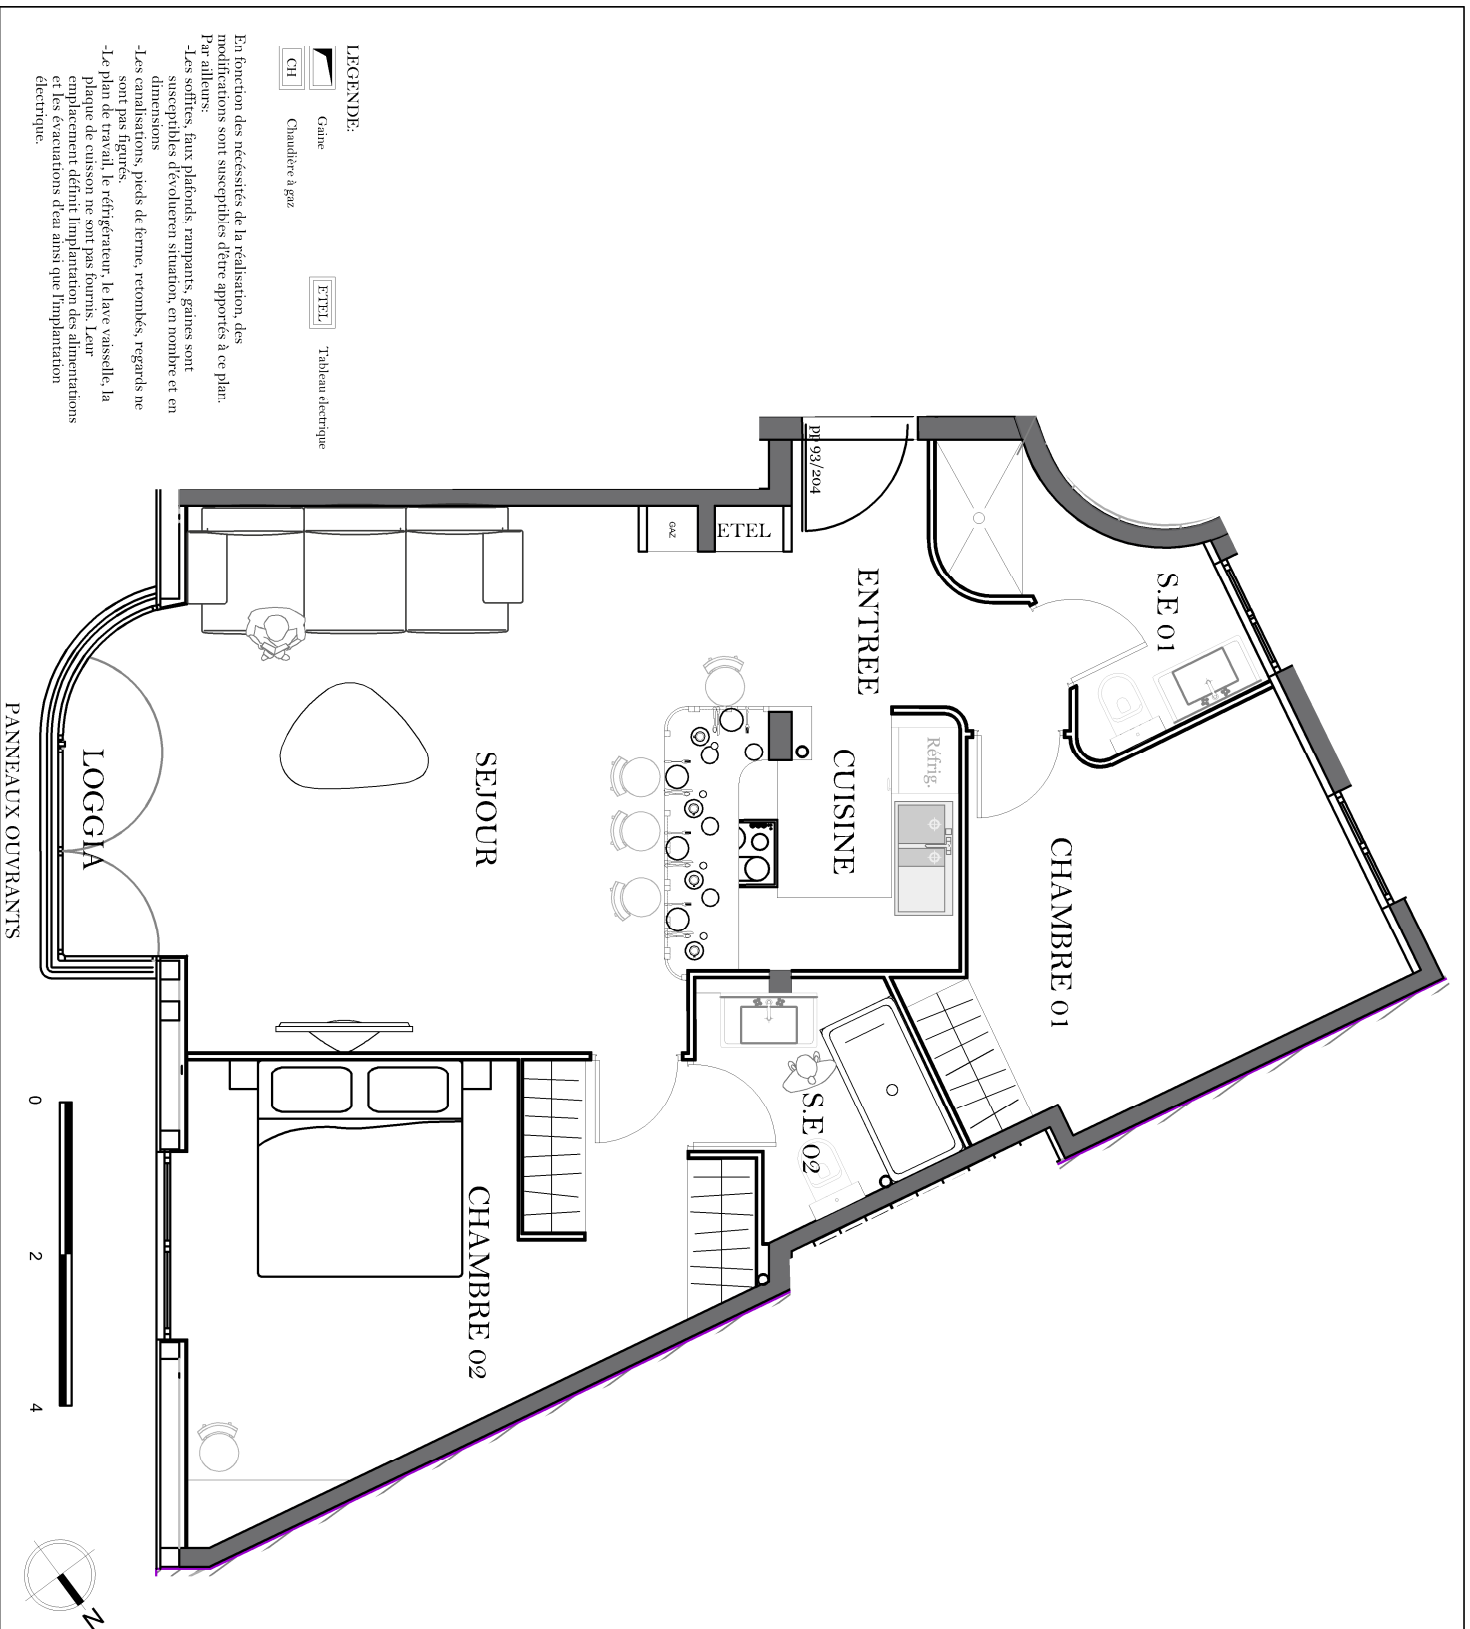 LEGENDE:
Gaine
Tableau electrique
CH
Chaudière à gaz
ETEL
En fonction des nécéssités de la réalisation, des
modifications sont susceptibles d'être apportés à ce plan.
Par ailleurs:
-Les soffites, faux plafonds, rampants, gaines sont
susceptibles d'évolueren situation, en nombre et en
dimensions
-Les canalisations, pieds de ferme, retombés, regards ne
sont pas figurés.
-Le plan de travail, le réfrigérateur, le lave vaisselle, la
plaque de cuisson ne sont pas fournis. Leur
emplacement définit l'implantation des alimentations
et les évacuations d'eau ainsi que l'implantation
électrique.
pp 93/204
GAZ
ETEL
ENTREE
S.E 01
Réfrig.
CUISINE
SEJOUR
LOGGIA
PANNEAUX OUVRANTS
CHAMBRE 01
S.E 02
CHAMBRE 02
0
2
4
N